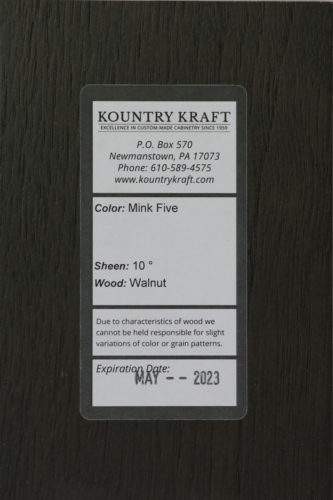 KOUNTRY KRAFT
EXCELLENCE IN CUSTOM-MADE CABINETRY SINCE 1959
P.O. Box 570
Newmanstown, PA 17073
Phone: 610-589-4575
www.kountrykraft.com
Color: Mink Five
Sheen: 10 °
Wood: Walnut
Due to characteristics of wood we
cannot be held responsible for slight
variations of color or grain patterns.
Expiration Date:
MAY -- 2023